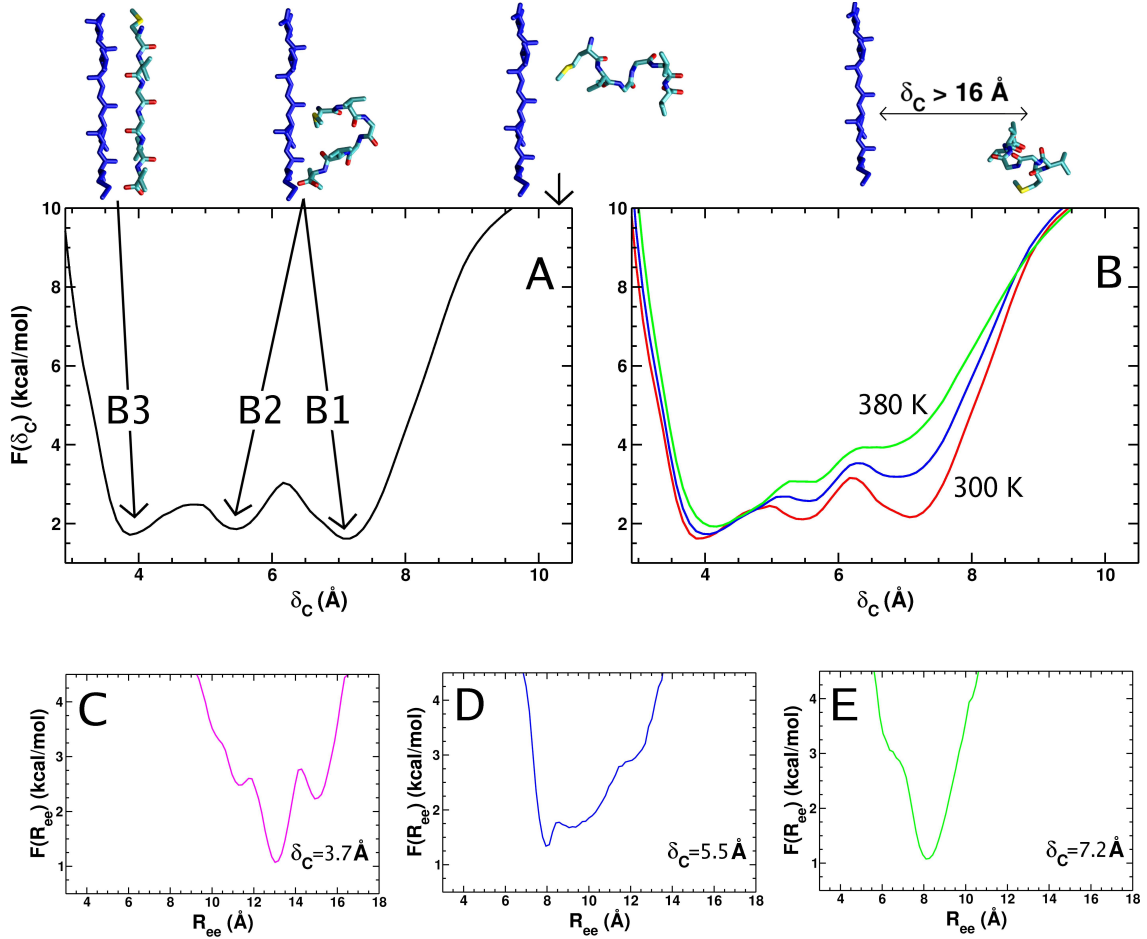 δC > 16 Å
A
B3
B2
B1
F(δC) (kcal/mol)
10
8
6
4
2
4
6
8
10
δC (Å)
B
380 K
300 K
10
8
6
4
2
4
6
8
10
δC (Å)
C
δC=3.7Å
F(Ree) (kcal/mol)
4
3
2
1
4
6
8
10
12
14
16
18
Ree (Å)
D
δC=5.5Å
F(Ree) (kcal/mol)
4
3
2
1
4
6
8
10
12
14
16
18
Ree (Å)
E
δC=7.2Å
F(Ree) (kcal/mol)
4
3
2
1
4
6
8
10
12
14
16
18
Ree (Å)